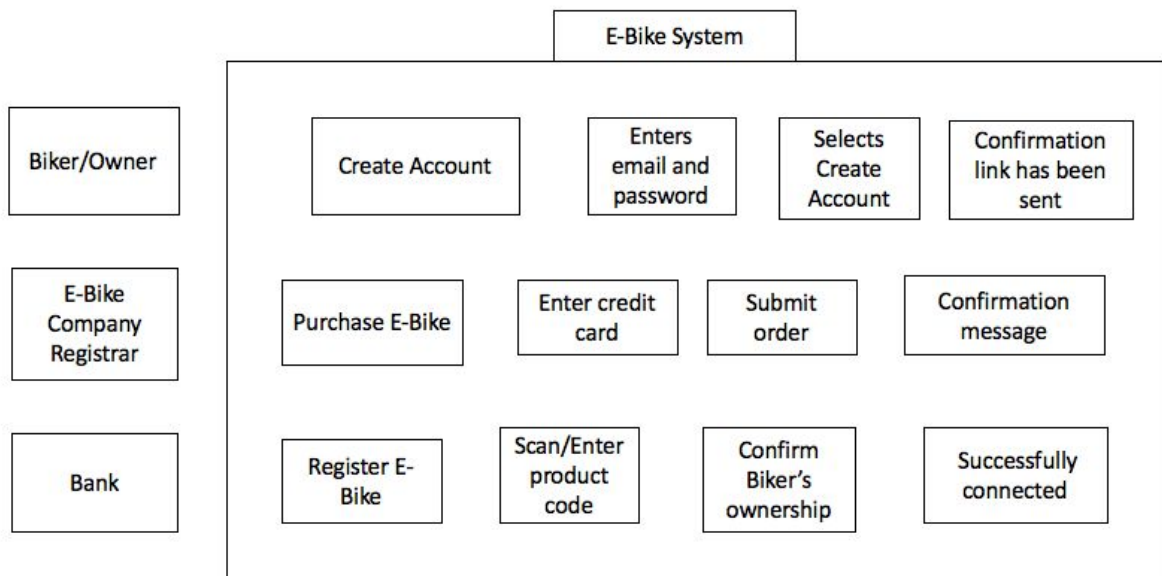 E-Bike System
Biker/Owner
Create Account
Enters
email and
password
Selects
Create
Account
Confirmation
link has been
sent
E-Bike
Company
Registrar
Purchase E-Bike
Enter credit
card
Submit
order
Confirmation
message
Bank
Register E-
Bike
Scan/Enter
product
code
Confirm
Biker's
ownership
Successfully
connected